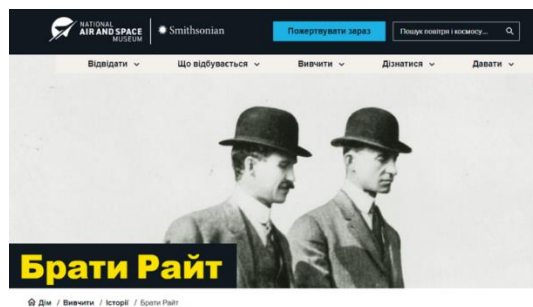 NATIONAL
AIR AND SPACE
MUSEUM
Smithsonian
Пожертвувати зараз
Пошук повітря і космосу...
Відвідати
Що відбувається
Вивчити
Дізнатися
Давати
Брати Райт
Дім / Вивчити / Історії / Брати Райт